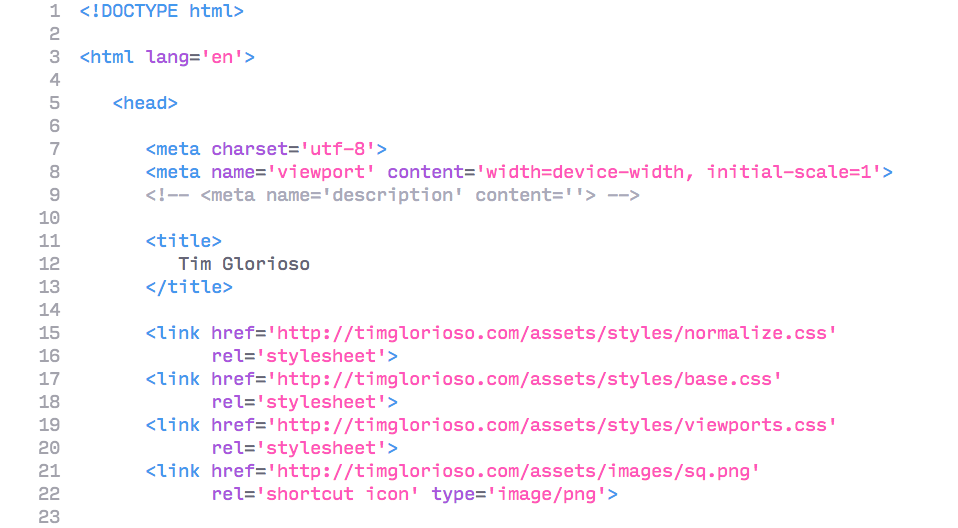 1 <!DOCTYPE html>
2
3 <html lang='en'>
4
5 <head>
6
7 <meta charset='utf-8'>
8 <meta name='viewport' content='width=device-width, initial-scale=1'>
9 <!-- <meta name='description' content=''> -->
10
11 <title>
12 Tim Glorioso
13 </title>
14
15 <link href='http://timglorioso.com/assets/styles/normalize.css'
16 rel='stylesheet'>
17 <link href='http://timglorioso.com/assets/styles/base.css'
18 rel='stylesheet'>
19 <link href='http://timglorioso.com/assets/styles/viewports.css'
20 rel='stylesheet'>
21 <link href='http://timglorioso.com/assets/images/sq.png'
22 rel='shortcut icon' type='image/png'>
23